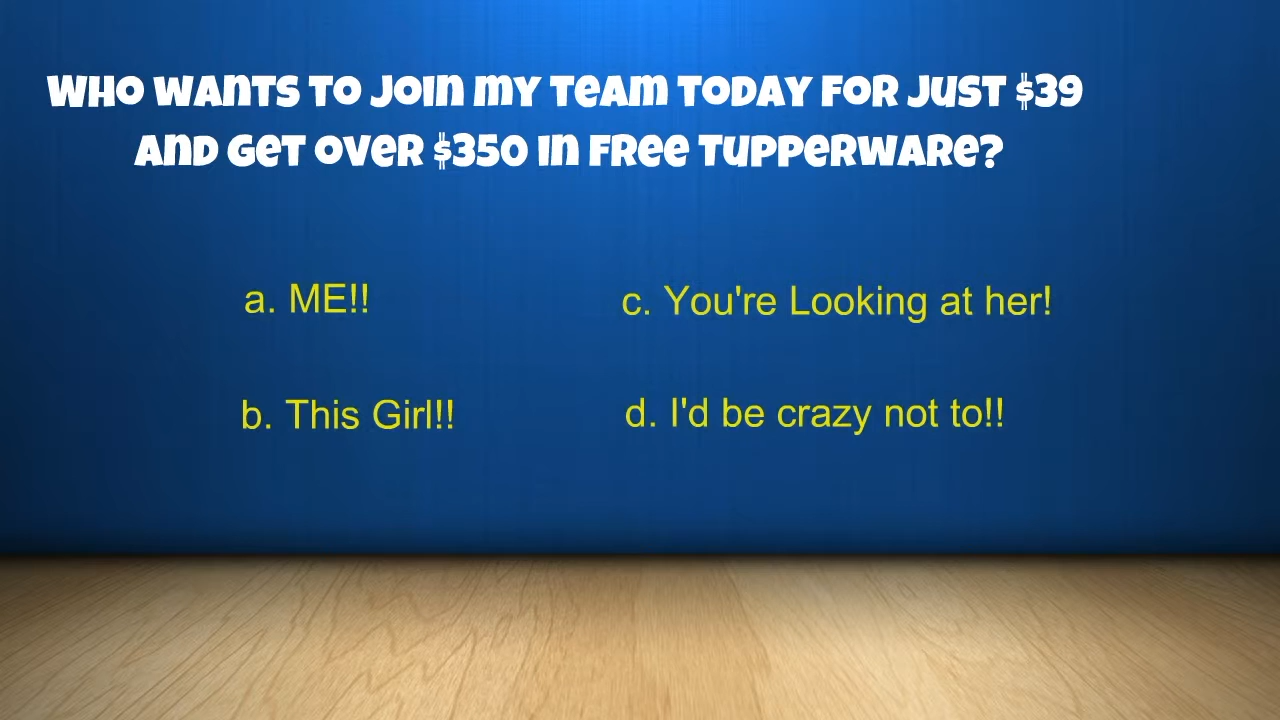 WHO WANTS TO JOIN MY TEAM TODAY FOR JUST $39
AND GET OVER $350 IN FREE TUPPERWARE?
a. ME!!
b. This Girl!!
c. You're Looking at her!
d. I'd be crazy not to!!